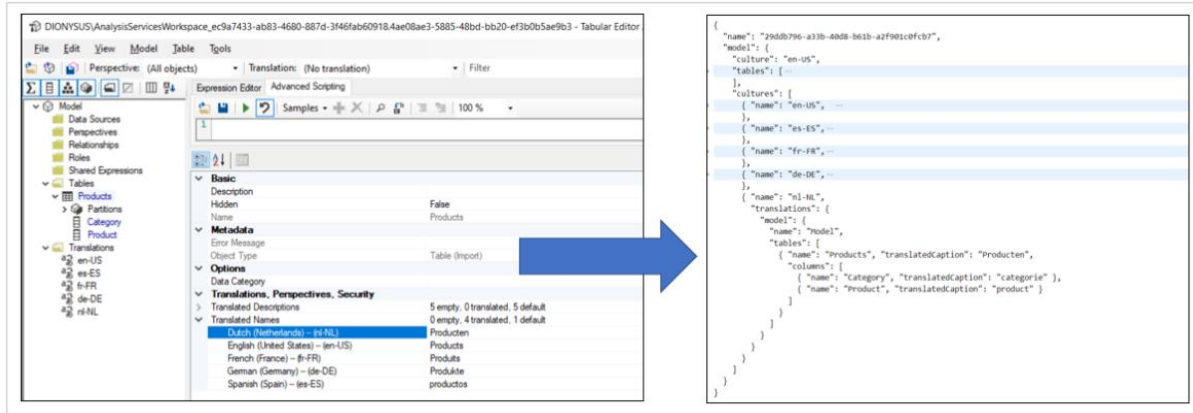 DIONYSUS\AnalysisServicesWorkspace_ec9a7433-ab83-4680-887d-3f46fab60918.4ae08ae3-5885-48bd-bb20-ef3b0b5ae9b3 - Tabular Editor
File Edit View Model Table Tools
Perspective: (All objects) Translation: (No translation) Filter
Expression Editor Advanced Scripting
Samples 100 %
1
Model
Data Sources
Perspectives
Relationships
Roles
Shared Expressions
Tables
Products
Partitions
Category
Product
Translations
en-US
es-ES
fr-FR
de-DE
nl-NL
Basic
Description
Hidden False
Name Products
Metadata
Error Message
Object Type Table (Import)
Options
Data Category
Translations, Perspectives, Security
Translated Descriptions 5 empty, 0 translated, 5 default
Translated Names 0 empty, 4 translated, 1 default
Dutch (Netherlands) – (nl-NL) Producten
English (United States) – (en-US) Products
French (France) – (fr-FR) Produits
German (Germany) – (de-DE) Produkte
Spanish (Spain) – (es-ES) productos
{
"name": "29ddb796-a33b-40d8-b61b-a2f901c0fcb7",
"model": {
"culture": "en-US",
"tables": [ ...
],
"cultures": [
{ "name": "en-US", ...
},
{ "name": "es-ES", ...
},
{ "name": "fr-FR", ...
},
{ "name": "de-DE", ...
},
{ "name": "nl-NL",
"translations": {
"model": {
"name": "Model",
"tables": [
{ "name": "Products", "translatedCaption": "Producten",
"columns": [
{ "name": "Category", "translatedCaption": "categorie" },
{ "name": "Product", "translatedCaption": "product" }
]
}
]
}
}
}
]
}
}